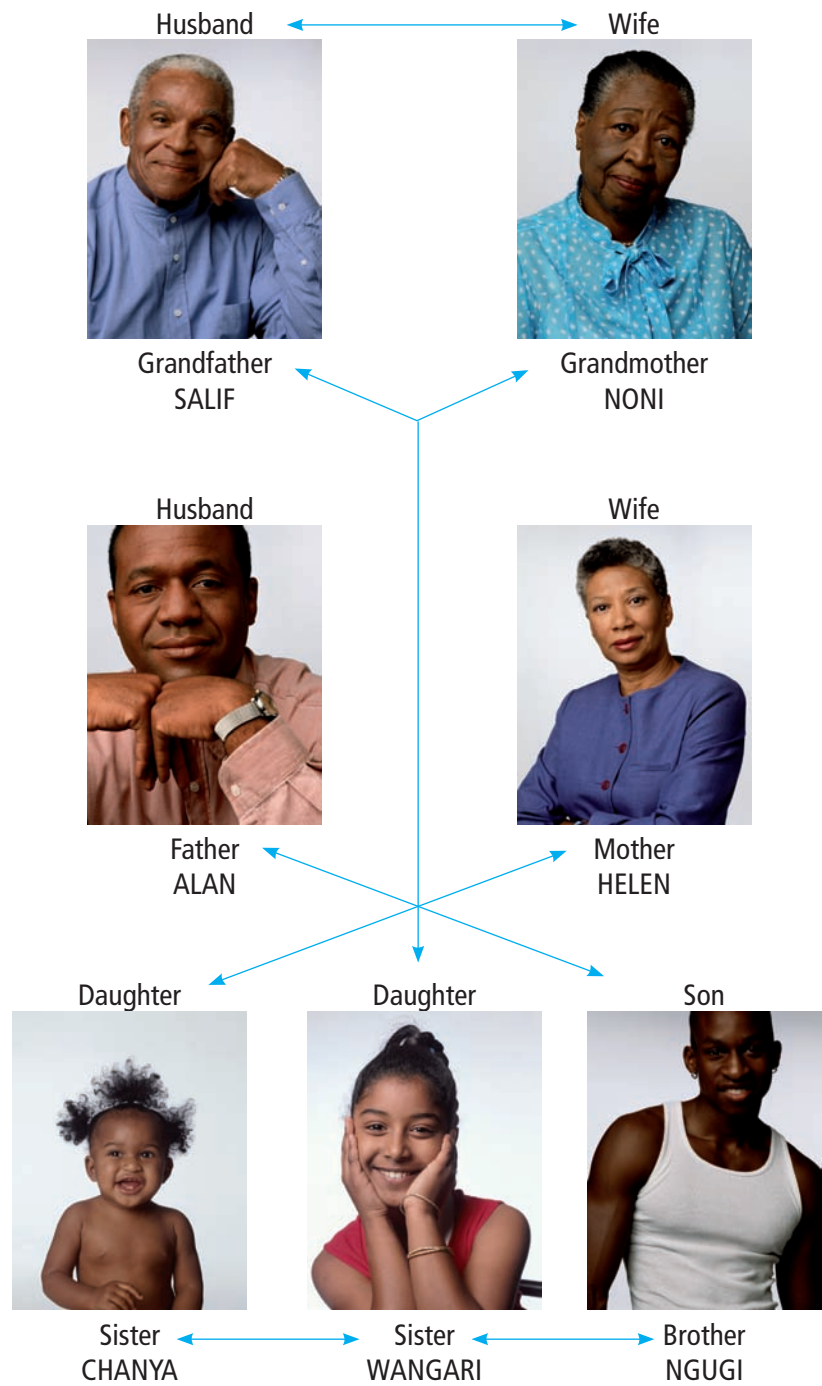 Husband
Wife
Grandfather
SALIF
Grandmother
NONI
Husband
Wife
Father
ALAN
Mother
HELEN
Daughter
Daughter
Son
Sister
CHANYA
Sister
WANGARI
Brother
NGUGI